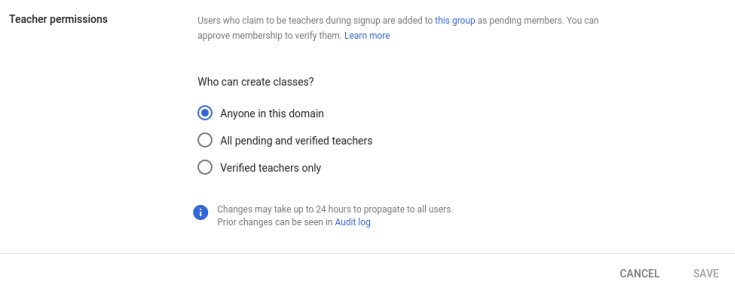 Teacher permissions
Users who claim to be teachers during signup are added to this group as pending members. You can
approve membership to verify them. Learn more
Who can create classes?
Anyone in this domain
All pending and verified teachers
Verified teachers only
Changes may take up to 24 hours to propagate to all users.
Prior changes can be seen in Audit log
CANCEL SAVE